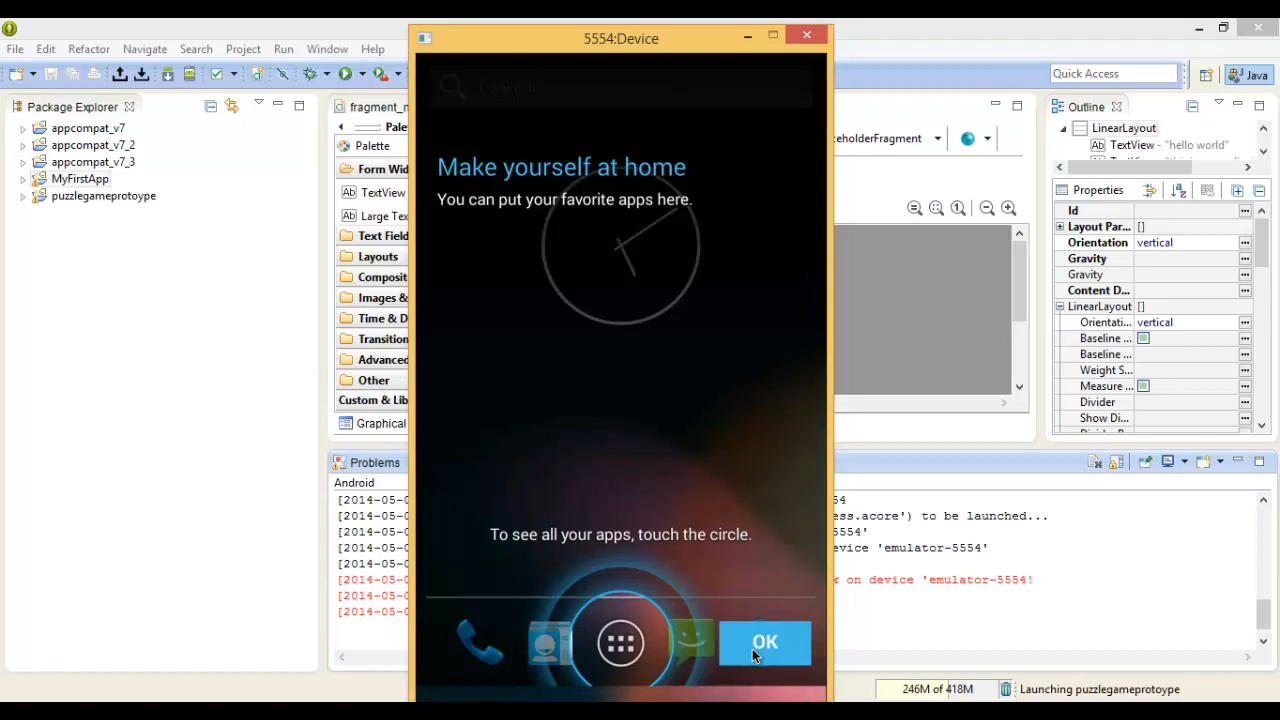 5554:Device
File Edit Refactor Navigate Search Project Run Window Help
Quick Access
Java
Package Explorer
appcompat_v7
appcompat_v7_2
appcompat_v7_3
MyFirstApp
puzzlegameprotoype
fragment_m
Palette
Form Wid
TextView
Large Tex
Text Field
Layouts
Composit
Images &
Time & D
Transition
Advanced
Other
Custom & Lib
Graphical
Google
Make yourself at home
You can put your favorite apps here.
To see all your apps, touch the circle.
OK
aceholderFragment
Outline
LinearLayout
TextView - "hello world"
Properties
Id
Layout Par... []
Orientation vertical
Gravity
Gravity
Content D...
LinearLayout []
Orientati... vertical
Baseline ...
Baseline ...
Weight S...
Measure ...
Divider
Show Di...
Problems
Android
[2014-05-0 54
[2014-05-0 ess.acore') to be launched...
[2014-05-0 5554'
[2014-05-0 device 'emulator-5554'
[2014-05-0
[2014-05-0 k on device 'emulator-5554!
[2014-05-0
[2014-05-0
246M of 418M
Launching puzzlegameprotoype